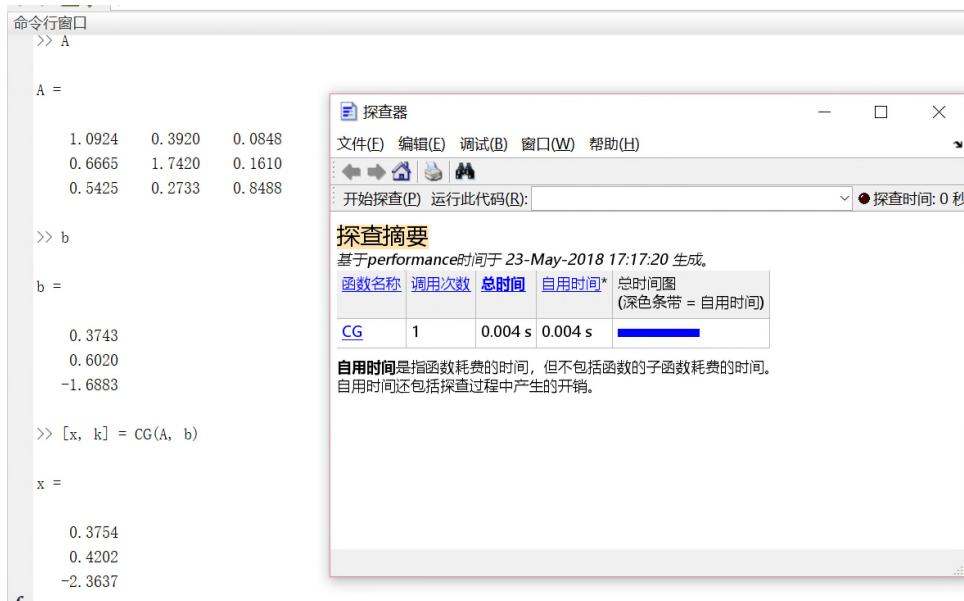 命令行窗口
>> A
A =
1.0924 0.3920 0.0848
0.6665 1.7420 0.1610
0.5425 0.2733 0.8488
>> b
b =
0.3743
0.6020
-1.6883
>> [x, k] = CG(A, b)
x =
0.3754
0.4202
-2.3637
探查器
文件(F) 编辑(E) 调试(B) 窗口(W) 帮助(H)
开始探查(P) 运行此代码(R): 探查时间: 0 秒
探查摘要
基于performance时间于 23-May-2018 17:17:20 生成。
函数名称 调用次数 总时间 自用时间* 总时间图
(深色条带 = 自用时间)
CG 1 0.004 s 0.004 s
自用时间是指函数耗费的时间，但不包括函数的子函数耗费的时间。
自用时间还包括探查过程中产生的开销。